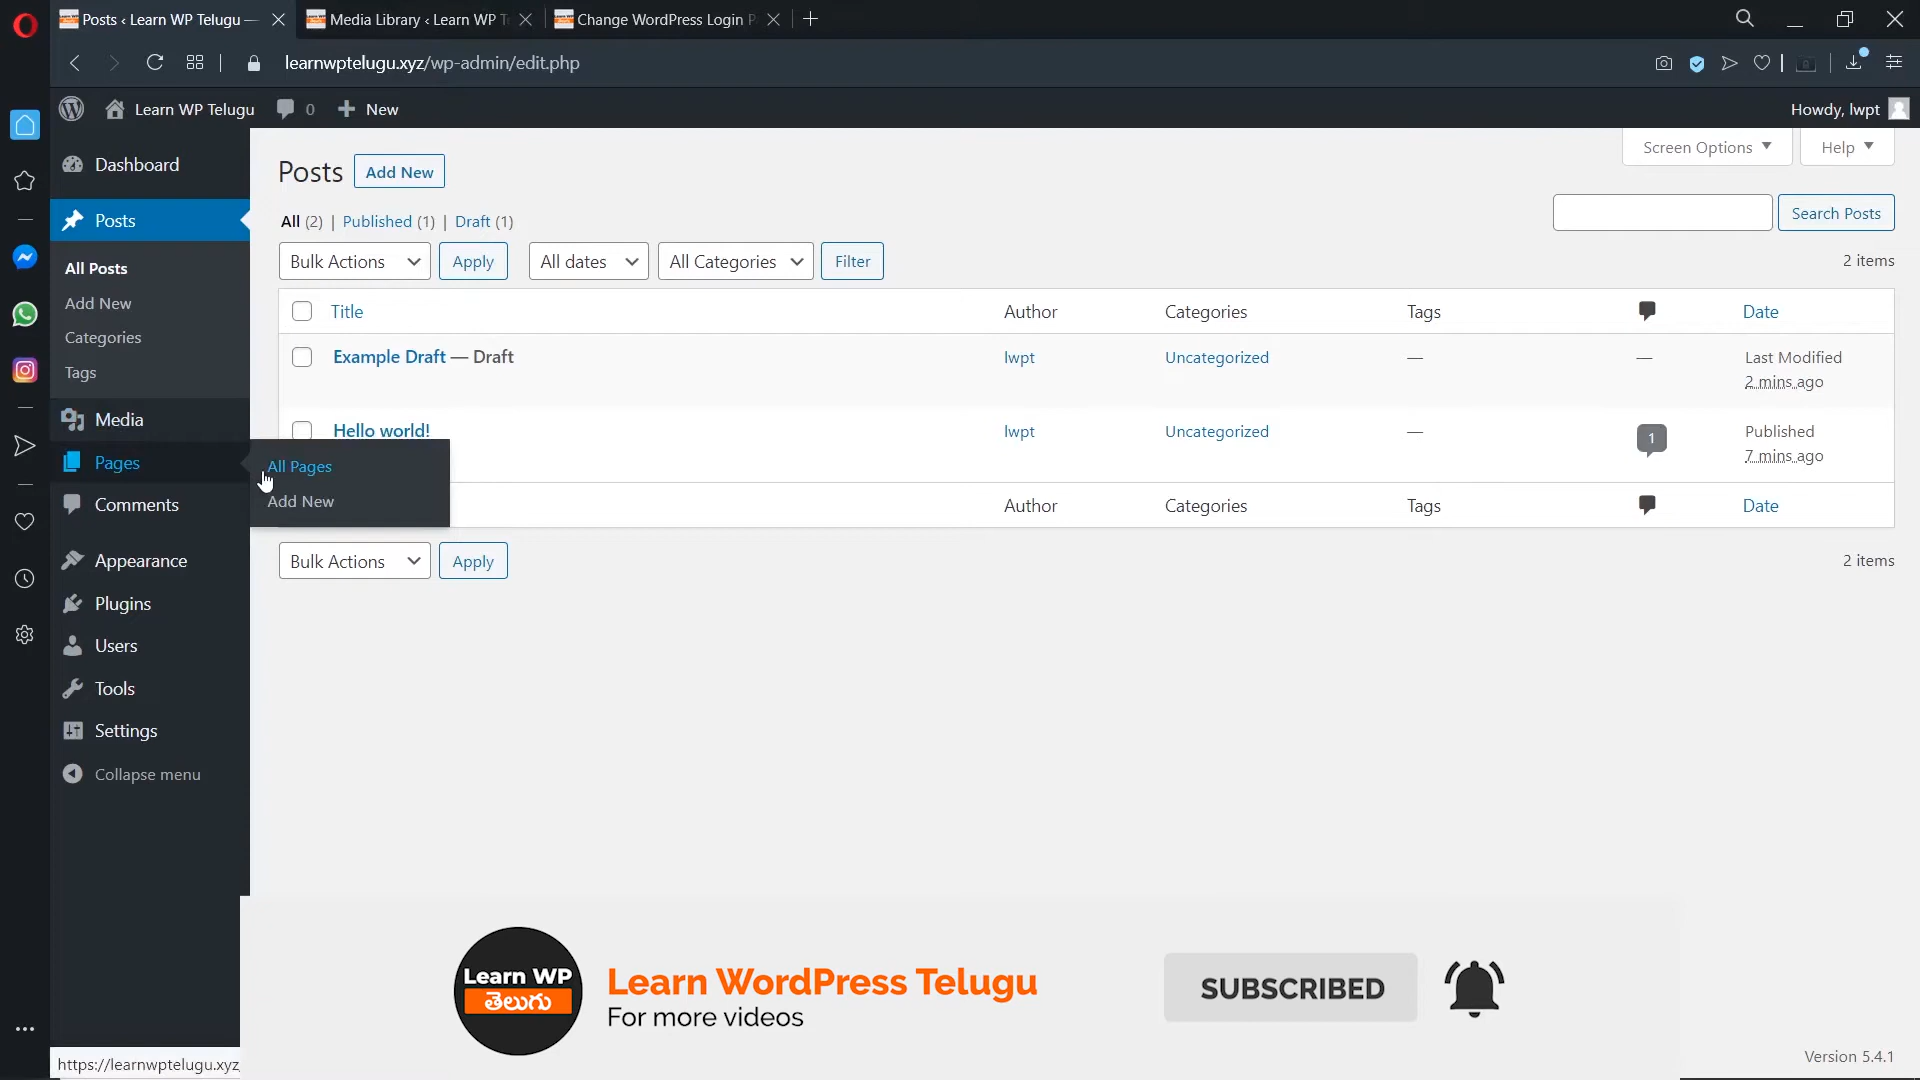 Posts ‹ Learn WP Telugu —
Media Library ‹ Learn WP T
Change WordPress Login P
learnwptelugu.xyz/wp-admin/edit.php
Learn WP Telugu
0
New
Howdy, lwpt
Dashboard
Posts
All Posts
Add New
Categories
Tags
Media
Pages
Comments
Appearance
Plugins
Users
Tools
Settings
Collapse menu
All Pages
Add New
Posts
Add New
Screen Options
Help
All (2) | Published (1) | Draft (1)
Search Posts
Bulk Actions
Apply
All dates
All Categories
Filter
2 items
Title
Author
Categories
Tags
Date
Example Draft — Draft
lwpt
Uncategorized
—
—
Last Modified
2 mins ago
Hello world!
lwpt
Uncategorized
—
1
Published
7 mins ago
Author
Categories
Tags
Date
Bulk Actions
Apply
2 items
Learn WP
తెలుగు
Learn WordPress Telugu
For more videos
SUBSCRIBED
https://learnwptelugu.xyz
Version 5.4.1